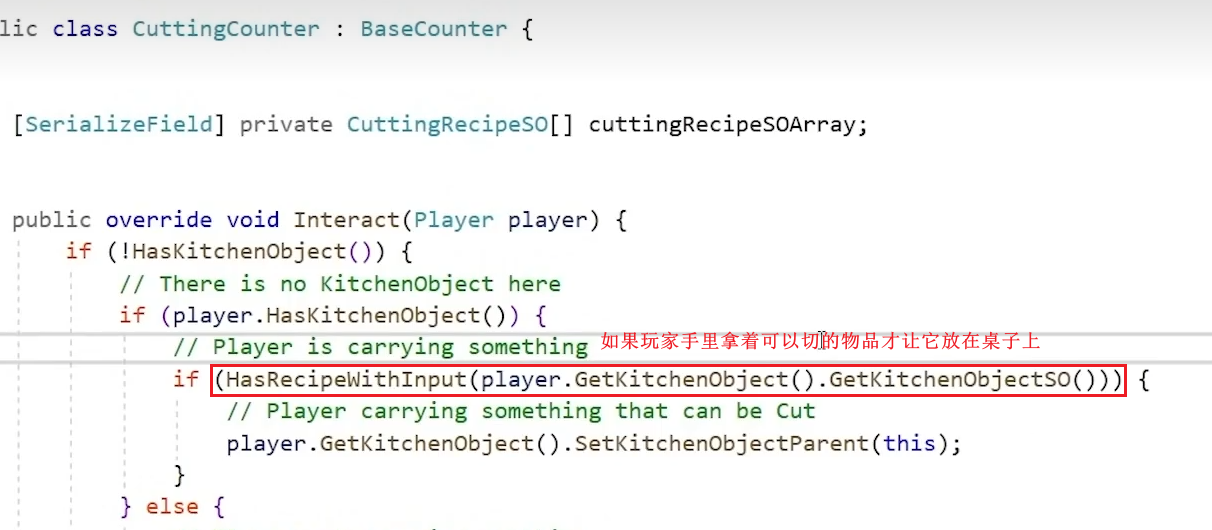 lic class CuttingCounter : BaseCounter {
[SerializeField] private CuttingRecipeSO[] cuttingRecipeSOArray;
public override void Interact(Player player) {
if (!HasKitchenObject()) {
// There is no KitchenObject here
if (player.HasKitchenObject()) {
// Player is carrying something 如果玩家手里拿着可以切的物品才让它放在桌子上
if (HasRecipeWithInput(player.GetKitchenObject().GetKitchenObjectSO())) {
// Player carrying something that can be Cut
player.GetKitchenObject().SetKitchenObjectParent(this);
}
} else {